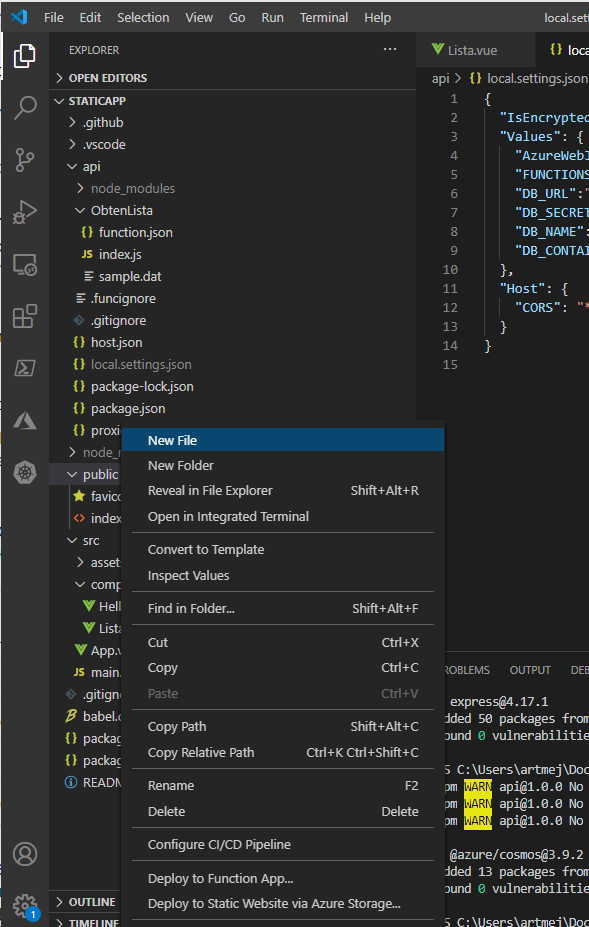 File Edit Selection View Go Run Terminal Help local.sett
EXPLORER ...
OPEN EDITORS
STATICAPP
.github
.vscode
api
node_modules
ObtenLista
{} function.json
JS index.js
sample.dat
.funcignore
.gitignore
{} host.json
{} local.settings.json
{} package-lock.json
{} package.json
{} proxi
node_m
public
favico
<> index
src
assets
comp
Hell
Lista
App.v
JS main.
.gitign
babel.c
{} packag
{} packag
READM
OUTLINE
TIMELINE
1
New File
New Folder
Reveal in File Explorer Shift+Alt+R
Open in Integrated Terminal
Convert to Template
Inspect Values
Find in Folder... Shift+Alt+F
Cut Ctrl+X
Copy Ctrl+C
Paste Ctrl+V
Copy Path Shift+Alt+C
Copy Relative Path Ctrl+K Ctrl+Shift+C
Rename F2
Delete Delete
Configure CI/CD Pipeline
Deploy to Function App...
Deploy to Static Website via Azure Storage...
Lista.vue {} loca
api > {} local.settings.json
1 {
2 "IsEncrypted
3 "Values": {
4 "AzureWebJ
5 "FUNCTIONS
6 "DB_URL":"
7 "DB_SECRET
8 "DB_NAME":
9 "DB_CONTAI
10 },
11 "Host": {
12 "CORS": "*
13 }
14 }
15
ROBLEMS OUTPUT DEB
express@4.17.1
dded 50 packages from
ound 0 vulnerabilities
S C:\Users\artmej\Doc
pm WARN api@1.0.0 No
pm WARN api@1.0.0 No
pm WARN api@1.0.0 No
@azure/cosmos@3.9.2
dded 13 packages from
ound 0 vulnerabilities
S C:\Users\artmej\Doc